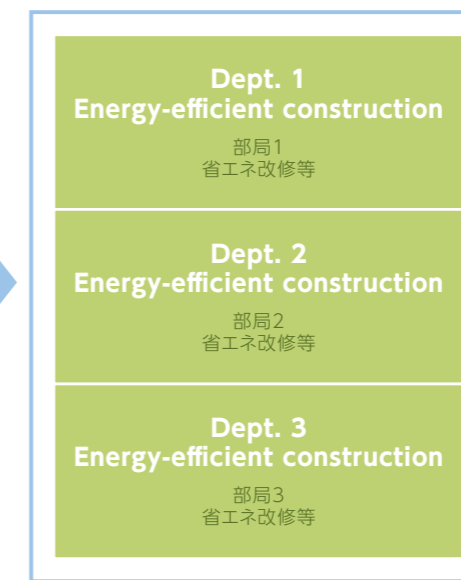 Dept. 1
Energy-efficient construction
部局1
省エネ改修等
Dept. 2
Energy-efficient construction
部局2
省エネ改修等
Dept. 3
Energy-efficient construction
部局3
省エネ改修等